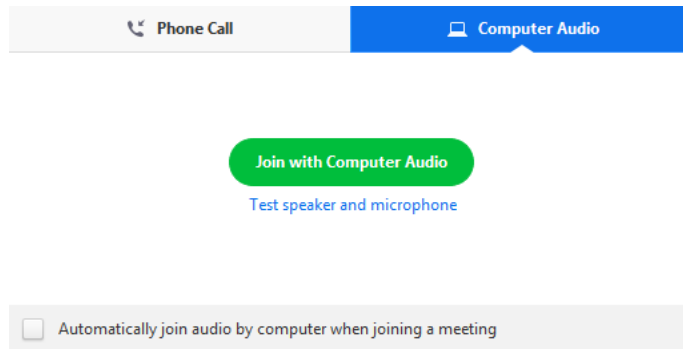 Phone Call
Computer Audio
Join with Computer Audio
Test speaker and microphone
Automatically join audio by computer when joining a meeting